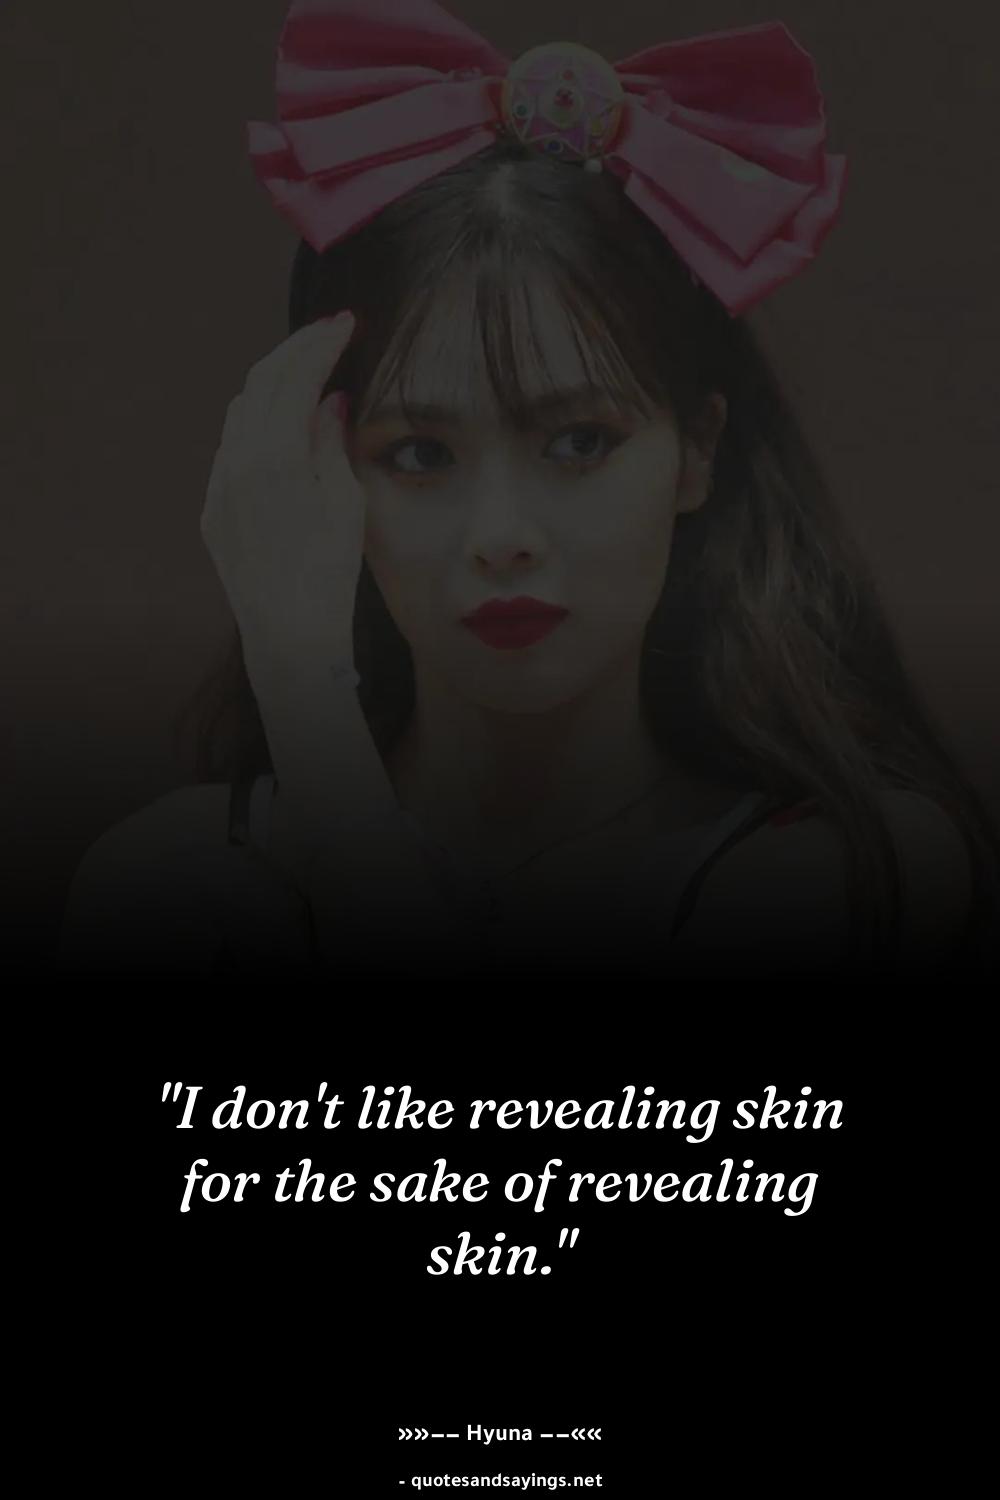 "I don't like revealing skin
for the sake of revealing
skin."
»»–– Hyuna ––««
- quotesandsayings.net